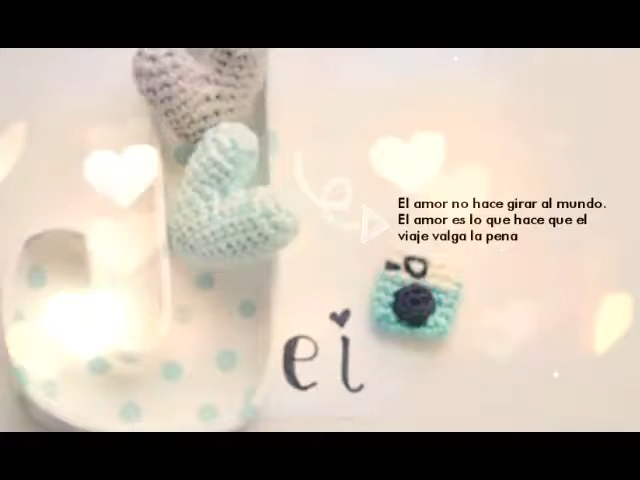 El amor no hace girar al mundo.
El amor es lo que hace que el
viaje valga la pena
J
ei